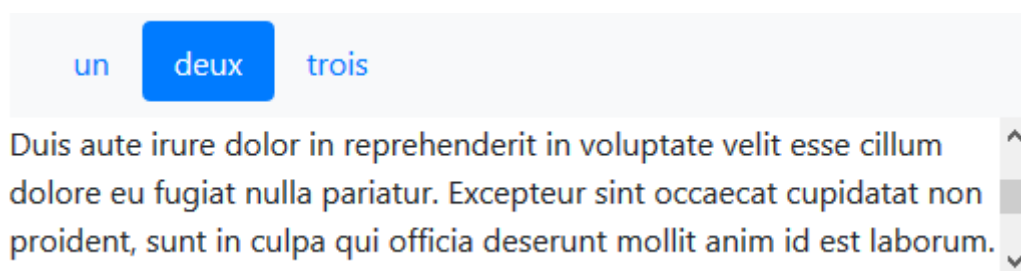 un deux trois
Duis aute irure dolor in reprehenderit in voluptate velit esse cillum
dolore eu fugiat nulla pariatur. Excepteur sint occaecat cupidatat non
proident, sunt in culpa qui officia deserunt mollit anim id est laborum.